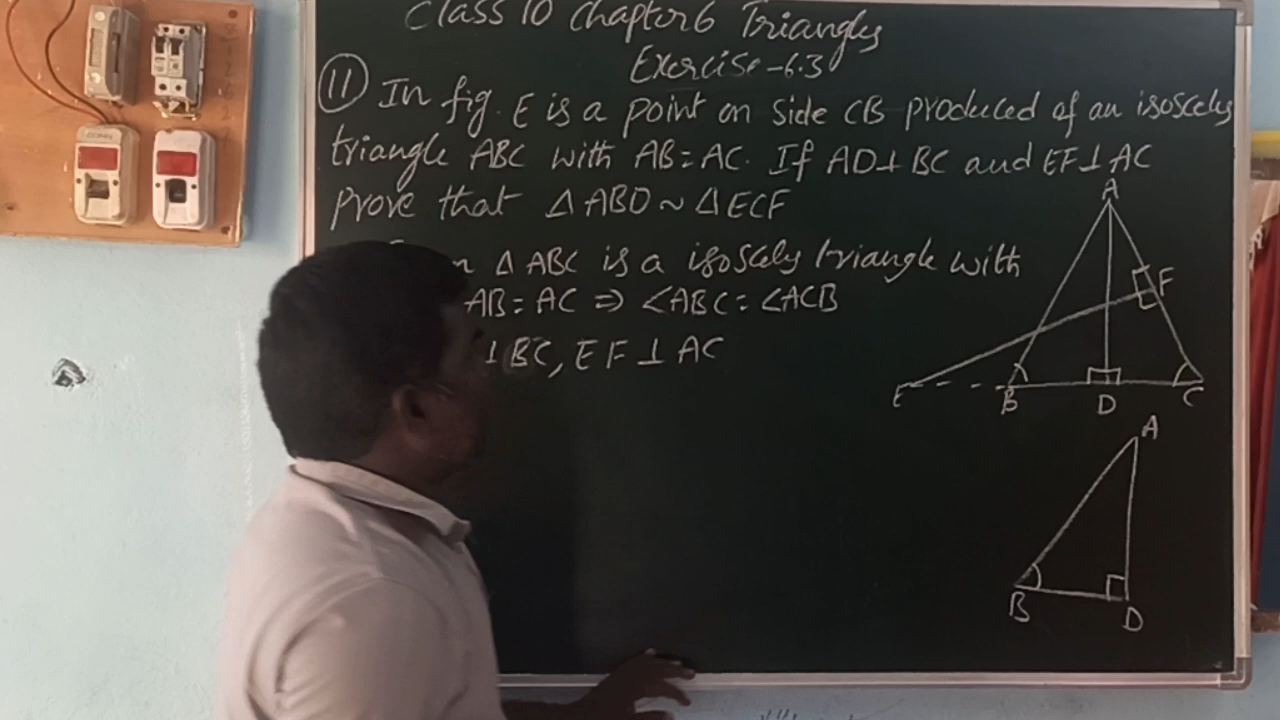 Class 10 Chapter 6 Triangles
Exercise-6.3
11 In fig. E is a point on side CB produced of an isoscely
triangle ABC with AB=AC. If AD⊥BC and EF⊥AC
prove that ΔABD~ΔECF
Δ ABC is a isoscely triangle with
AB=AC ⇒ ∠ABC=∠ACB
⊥BC, EF⊥AC
A
F
E B D C
A
B D